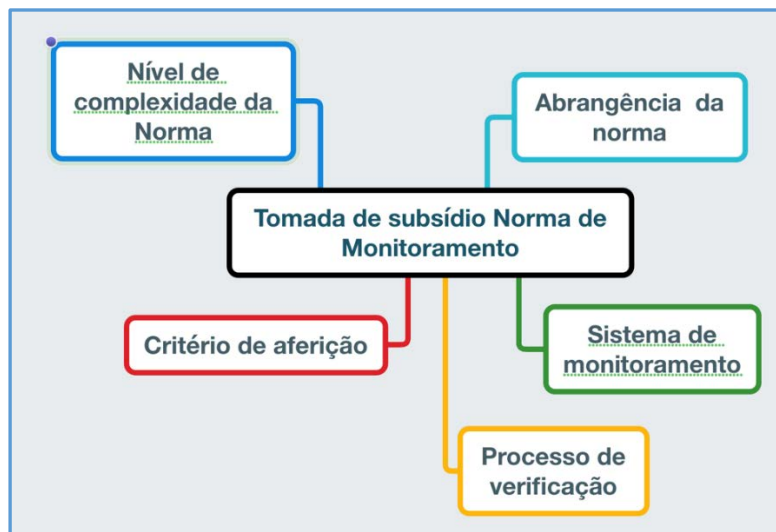 Nível de
complexidade da
Norma
Abrangência da
norma
Tomada de subsídio Norma de
Monitoramento
Critério de aferição
Sistema de
monitoramento
Processo de
verificação